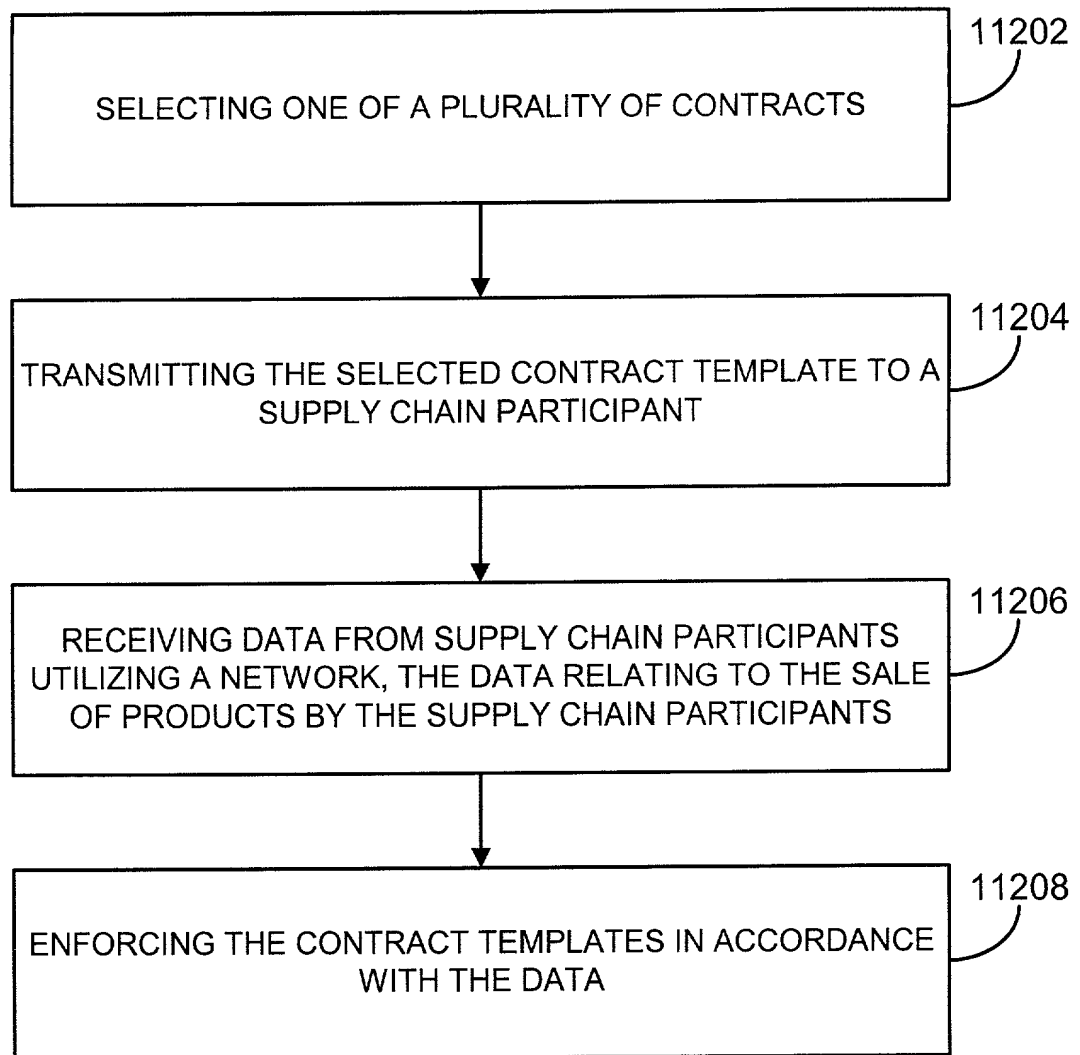 11202
SELECTING ONE OF A PLURALITY OF CONTRACTS
11204
TRANSMITTING THE SELECTED CONTRACT TEMPLATE TO A
SUPPLY CHAIN PARTICIPANT
11206
RECEIVING DATA FROM SUPPLY CHAIN PARTICIPANTS
UTILIZING A NETWORK, THE DATA RELATING TO THE SALE
OF PRODUCTS BY THE SUPPLY CHAIN PARTICIPANTS
11208
ENFORCING THE CONTRACT TEMPLATES IN ACCORDANCE
WITH THE DATA